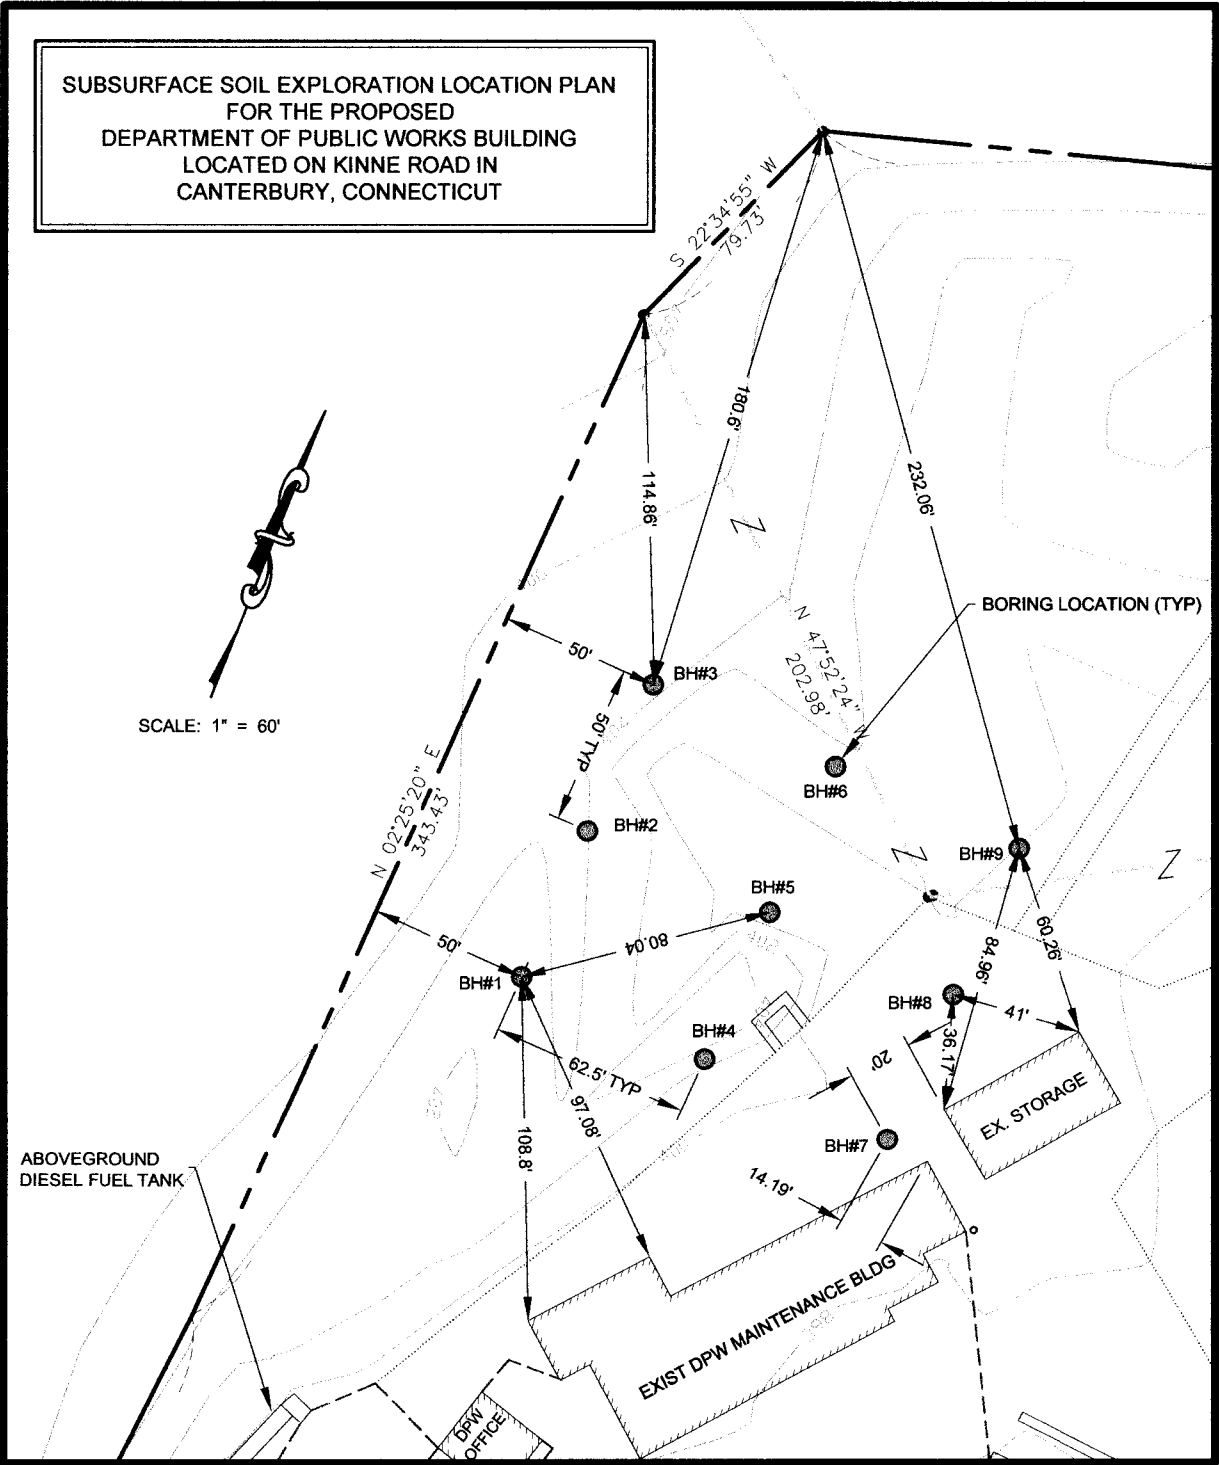 SUBSURFACE SOIL EXPLORATION LOCATION PLAN
FOR THE PROPOSED
DEPARTMENT OF PUBLIC WORKS BUILDING
LOCATED ON KINNE ROAD IN
CANTERBURY, CONNECTICUT
S 22°34'55" W
79.73'
180.6'
114.86'
232.06'
Z
BORING LOCATION (TYP)
N 47°52'24" W
202.98'
50'
BH#3
50' TYP
SCALE: 1" = 60'
N 02°25'20" E
343.43'
BH#6
BH#2
BH#9
Z
Z
BH#5
50'
80.04
BH#1
84.96'
60.26'
BH#8
41'
36.17'
BH#4
20'
62.5' TYP
97.08'
108.8'
EX. STORAGE
BH#7
14.19'
ABOVEGROUND
DIESEL FUEL TANK
EXIST DPW MAINTENANCE BLDG
DPW
OFFICE